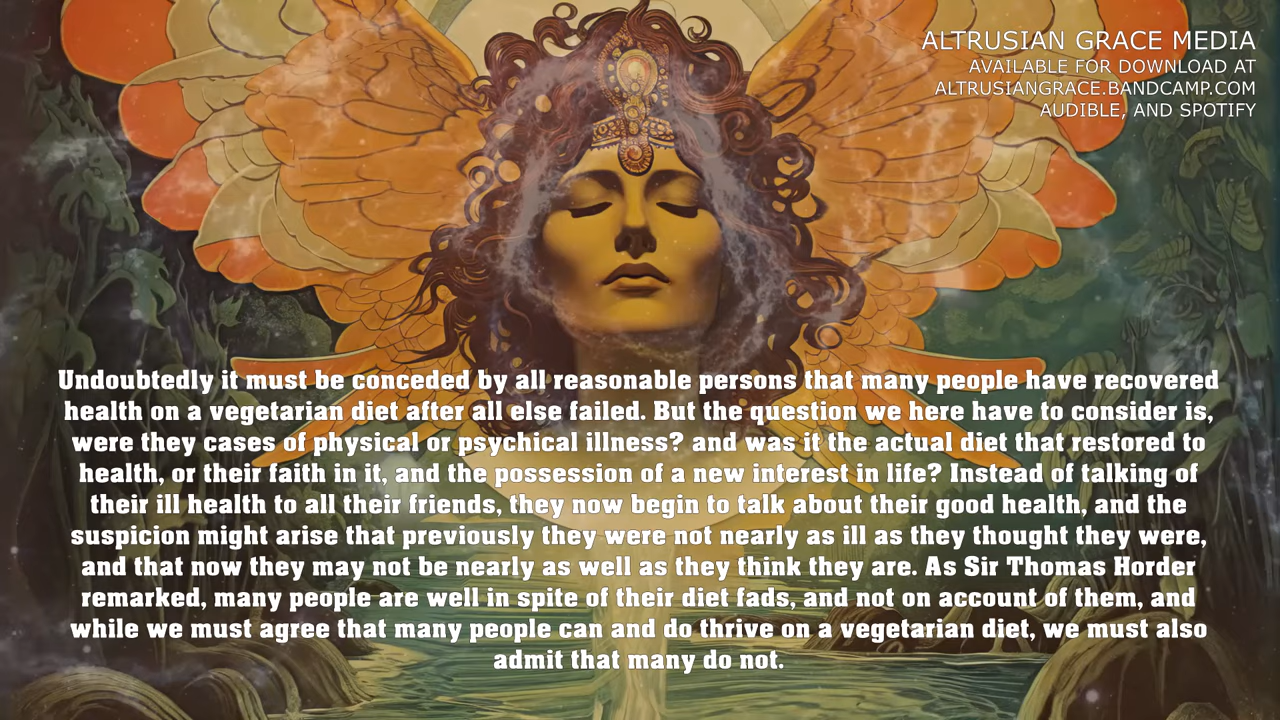 ALTRUSIAN GRACE MEDIA
AVAILABLE FOR DOWNLOAD AT
ALTRUSIANGRACE.BANDCAMP.COM
AUDIBLE, AND SPOTIFY
Undoubtedly it must be conceded by all reasonable persons that many people have recovered
health on a vegetarian diet after all else failed. But the question we here have to consider is,
were they cases of physical or psychical illness? and was it the actual diet that restored to
health, or their faith in it, and the possession of a new interest in life? Instead of talking of
their ill health to all their friends, they now begin to talk about their good health, and the
suspicion might arise that previously they were not nearly as ill as they thought they were,
and that now they may not be nearly as well as they think they are. As Sir Thomas Horder
remarked, many people are well in spite of their diet fads, and not on account of them, and
while we must agree that many people can and do thrive on a vegetarian diet, we must also
admit that many do not.